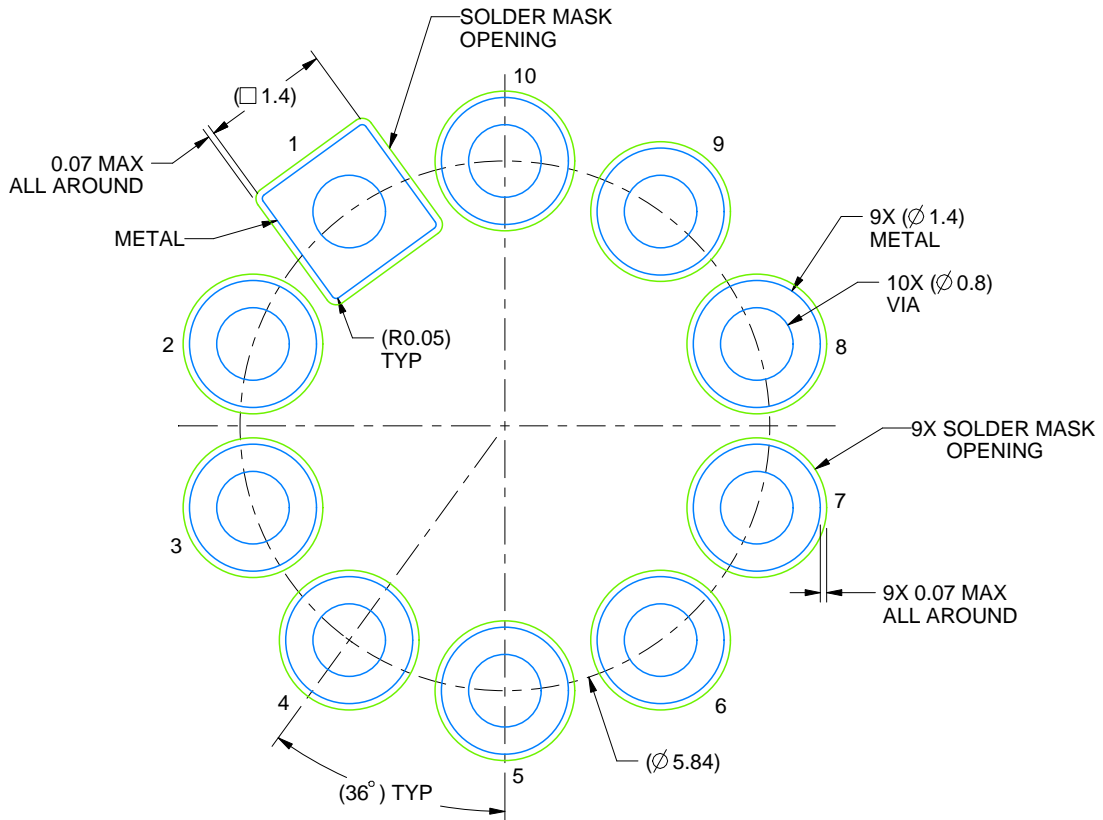 SOLDER MASK
OPENING
10
(□ 1.4)
1
9
0.07 MAX
ALL AROUND
9X (∅ 1.4)
METAL
METAL
10X (∅ 0.8)
VIA
(R0.05)
TYP
2
8
9X SOLDER MASK
OPENING
7
3
9X 0.07 MAX
ALL AROUND
4
6
(∅ 5.84)
5
(36°) TYP